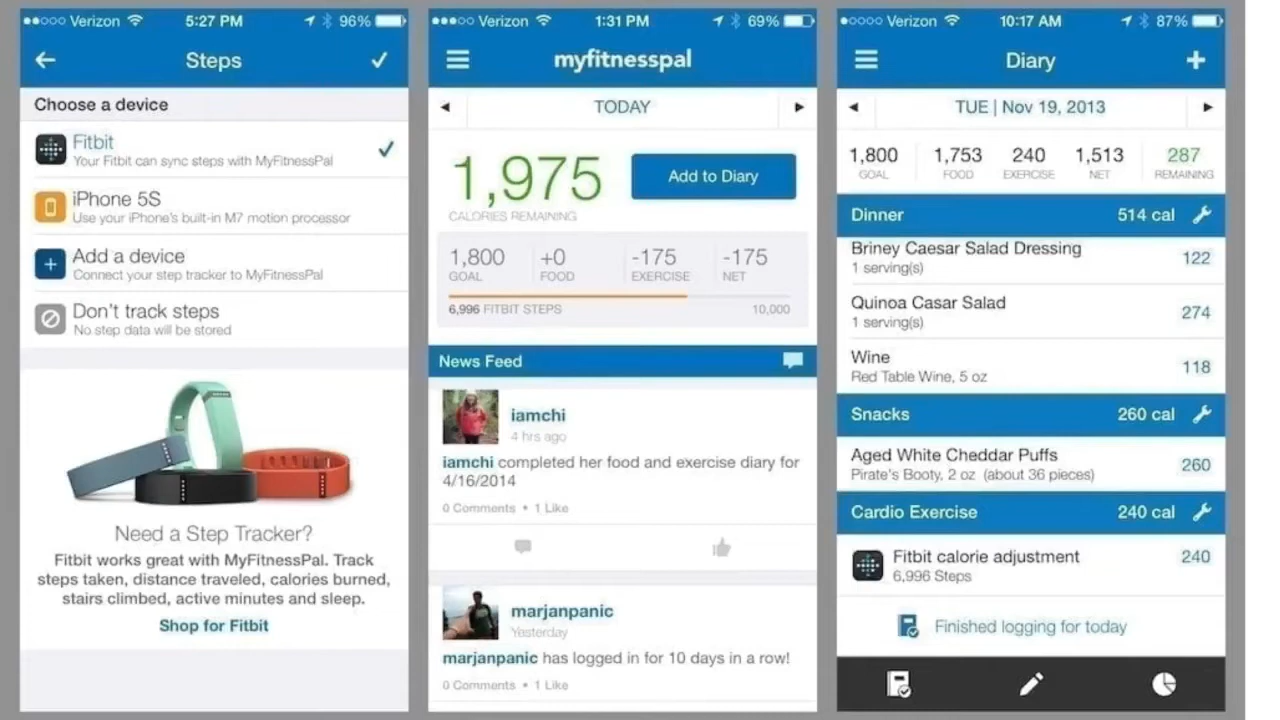 Verizon 5:27 PM 96%
Steps
Choose a device
Fitbit
Your Fitbit can sync steps with MyFitnessPal
iPhone 5S
Use your iPhone's built-in M7 motion processor
Add a device
Connect your step tracker to MyFitnessPal
Don't track steps
No step data will be stored
Need a Step Tracker?
Fitbit works great with MyFitnessPal. Track
steps taken, distance traveled, calories burned,
stairs climbed, active minutes and sleep.
Shop for Fitbit
Verizon 1:31 PM 69%
myfitnesspal
TODAY
1,975
CALORIES REMAINING
Add to Diary
1,800 +0 -175 -175
GOAL FOOD EXERCISE NET
6,996 FITBIT STEPS 10,000
News Feed
iamchi
4 hrs ago
iamchi completed her food and exercise diary for
4/16/2014
0 Comments • 1 Like
marjanpanic
Yesterday
marjanpanic has logged in for 10 days in a row!
0 Comments • 1 Like
Verizon 10:17 AM 87%
Diary +
TUE | Nov 19, 2013
1,800 1,753 240 1,513 287
GOAL FOOD EXERCISE NET REMAINING
Dinner 514 cal
Briney Caesar Salad Dressing 122
1 serving(s)
Quinoa Casar Salad 274
1 serving(s)
Wine 118
Red Table Wine, 5 oz
Snacks 260 cal
Aged White Cheddar Puffs 260
Pirate's Booty, 2 oz (about 36 pieces)
Cardio Exercise 240 cal
Fitbit calorie adjustment 240
6,996 Steps
Finished logging for today